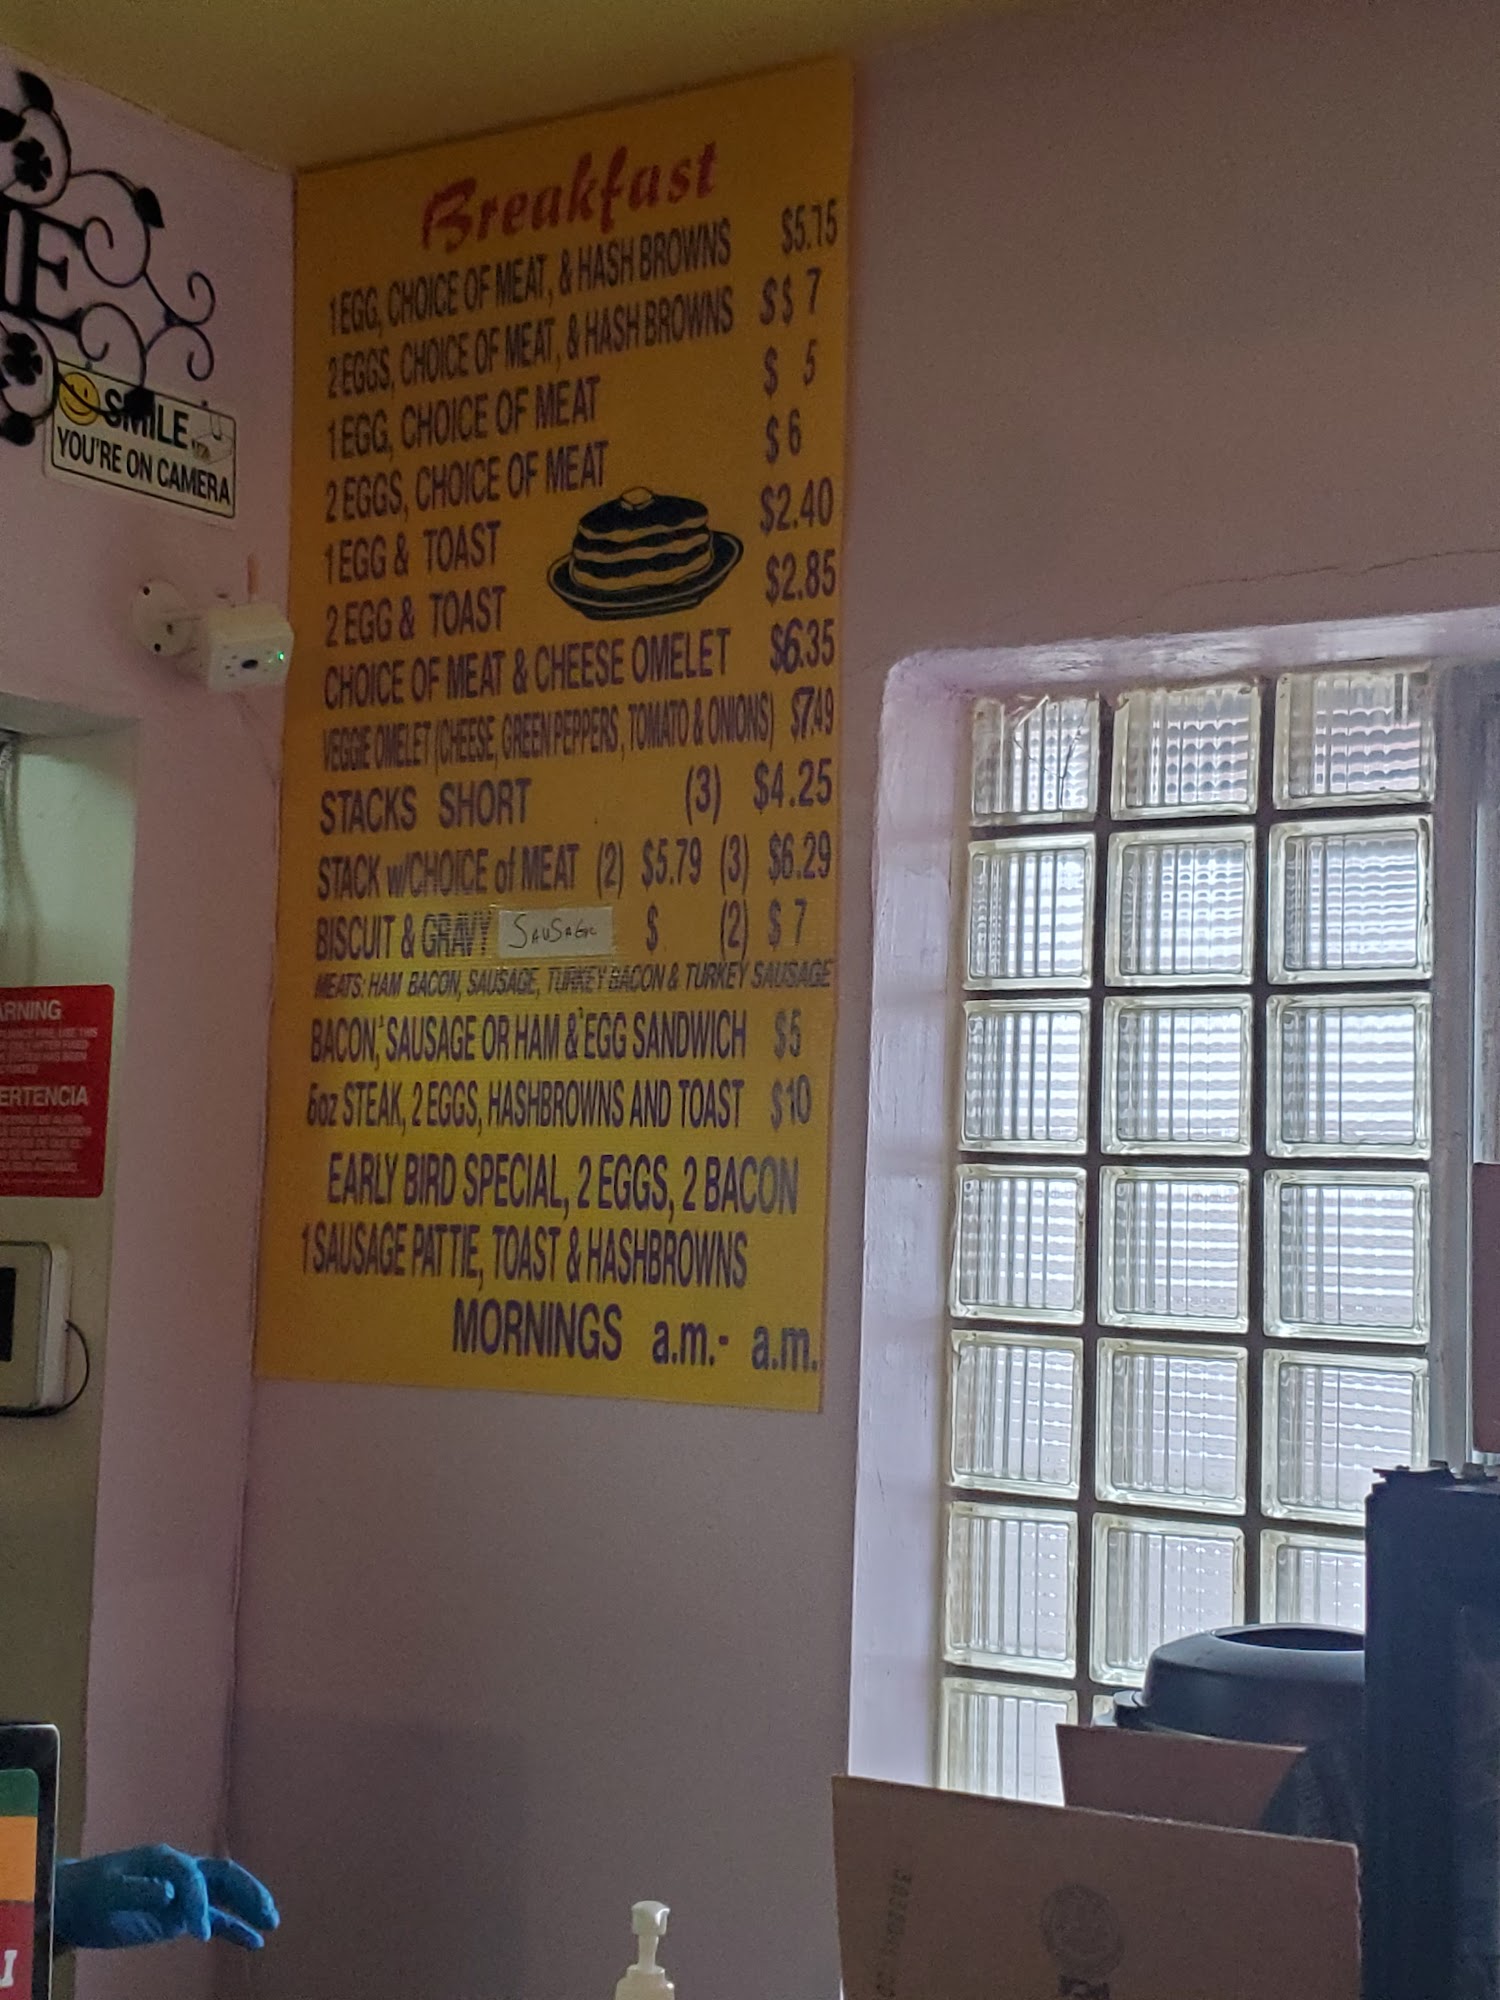 Breakfast
1 EGG, CHOICE OF MEAT, & HASH BROWNS $5.75
2 EGGS, CHOICE OF MEAT, & HASH BROWNS $$ 7
1 EGG, CHOICE OF MEAT $ 5
2 EGGS, CHOICE OF MEAT $ 6
1 EGG & TOAST $2.40
2 EGG & TOAST $2.85
CHOICE OF MEAT & CHEESE OMELET $6.35
VEGGIE OMELET (CHEESE, GREEN PEPPERS, TOMATO & ONIONS) $7.49
STACKS SHORT (3) $4.25
STACK w/CHOICE of MEAT (2) $5.79 (3) $6.29
BISCUIT & GRAVY SAUSAGE $ (2) $ 7
MEATS: HAM BACON, SAUSAGE, TURKEY BACON & TURKEY SAUSAGE
BACON, SAUSAGE OR HAM & EGG SANDWICH $5
6oz STEAK, 2 EGGS, HASHBROWNS AND TOAST $10
EARLY BIRD SPECIAL, 2 EGGS, 2 BACON
1 SAUSAGE PATTIE, TOAST & HASHBROWNS
MORNINGS a.m.- a.m.
E
SMILE
YOU'RE ON CAMERA
ARNING
ERTENCIA